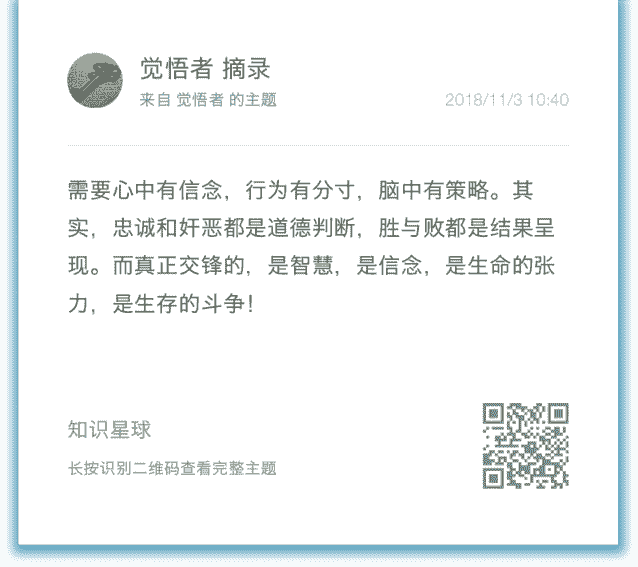 觉悟者 摘录
来自 觉悟者 的主题
2018/11/3 10:40
需要心中有信念，行为有分寸，脑中有策略。其
实，忠诚和奸恶都是道德判断，胜与败都是结果呈
现。而真正交锋的，是智慧，是信念，是生命的张
力，是生存的斗争！
知识星球
长按识别二维码查看完整主题